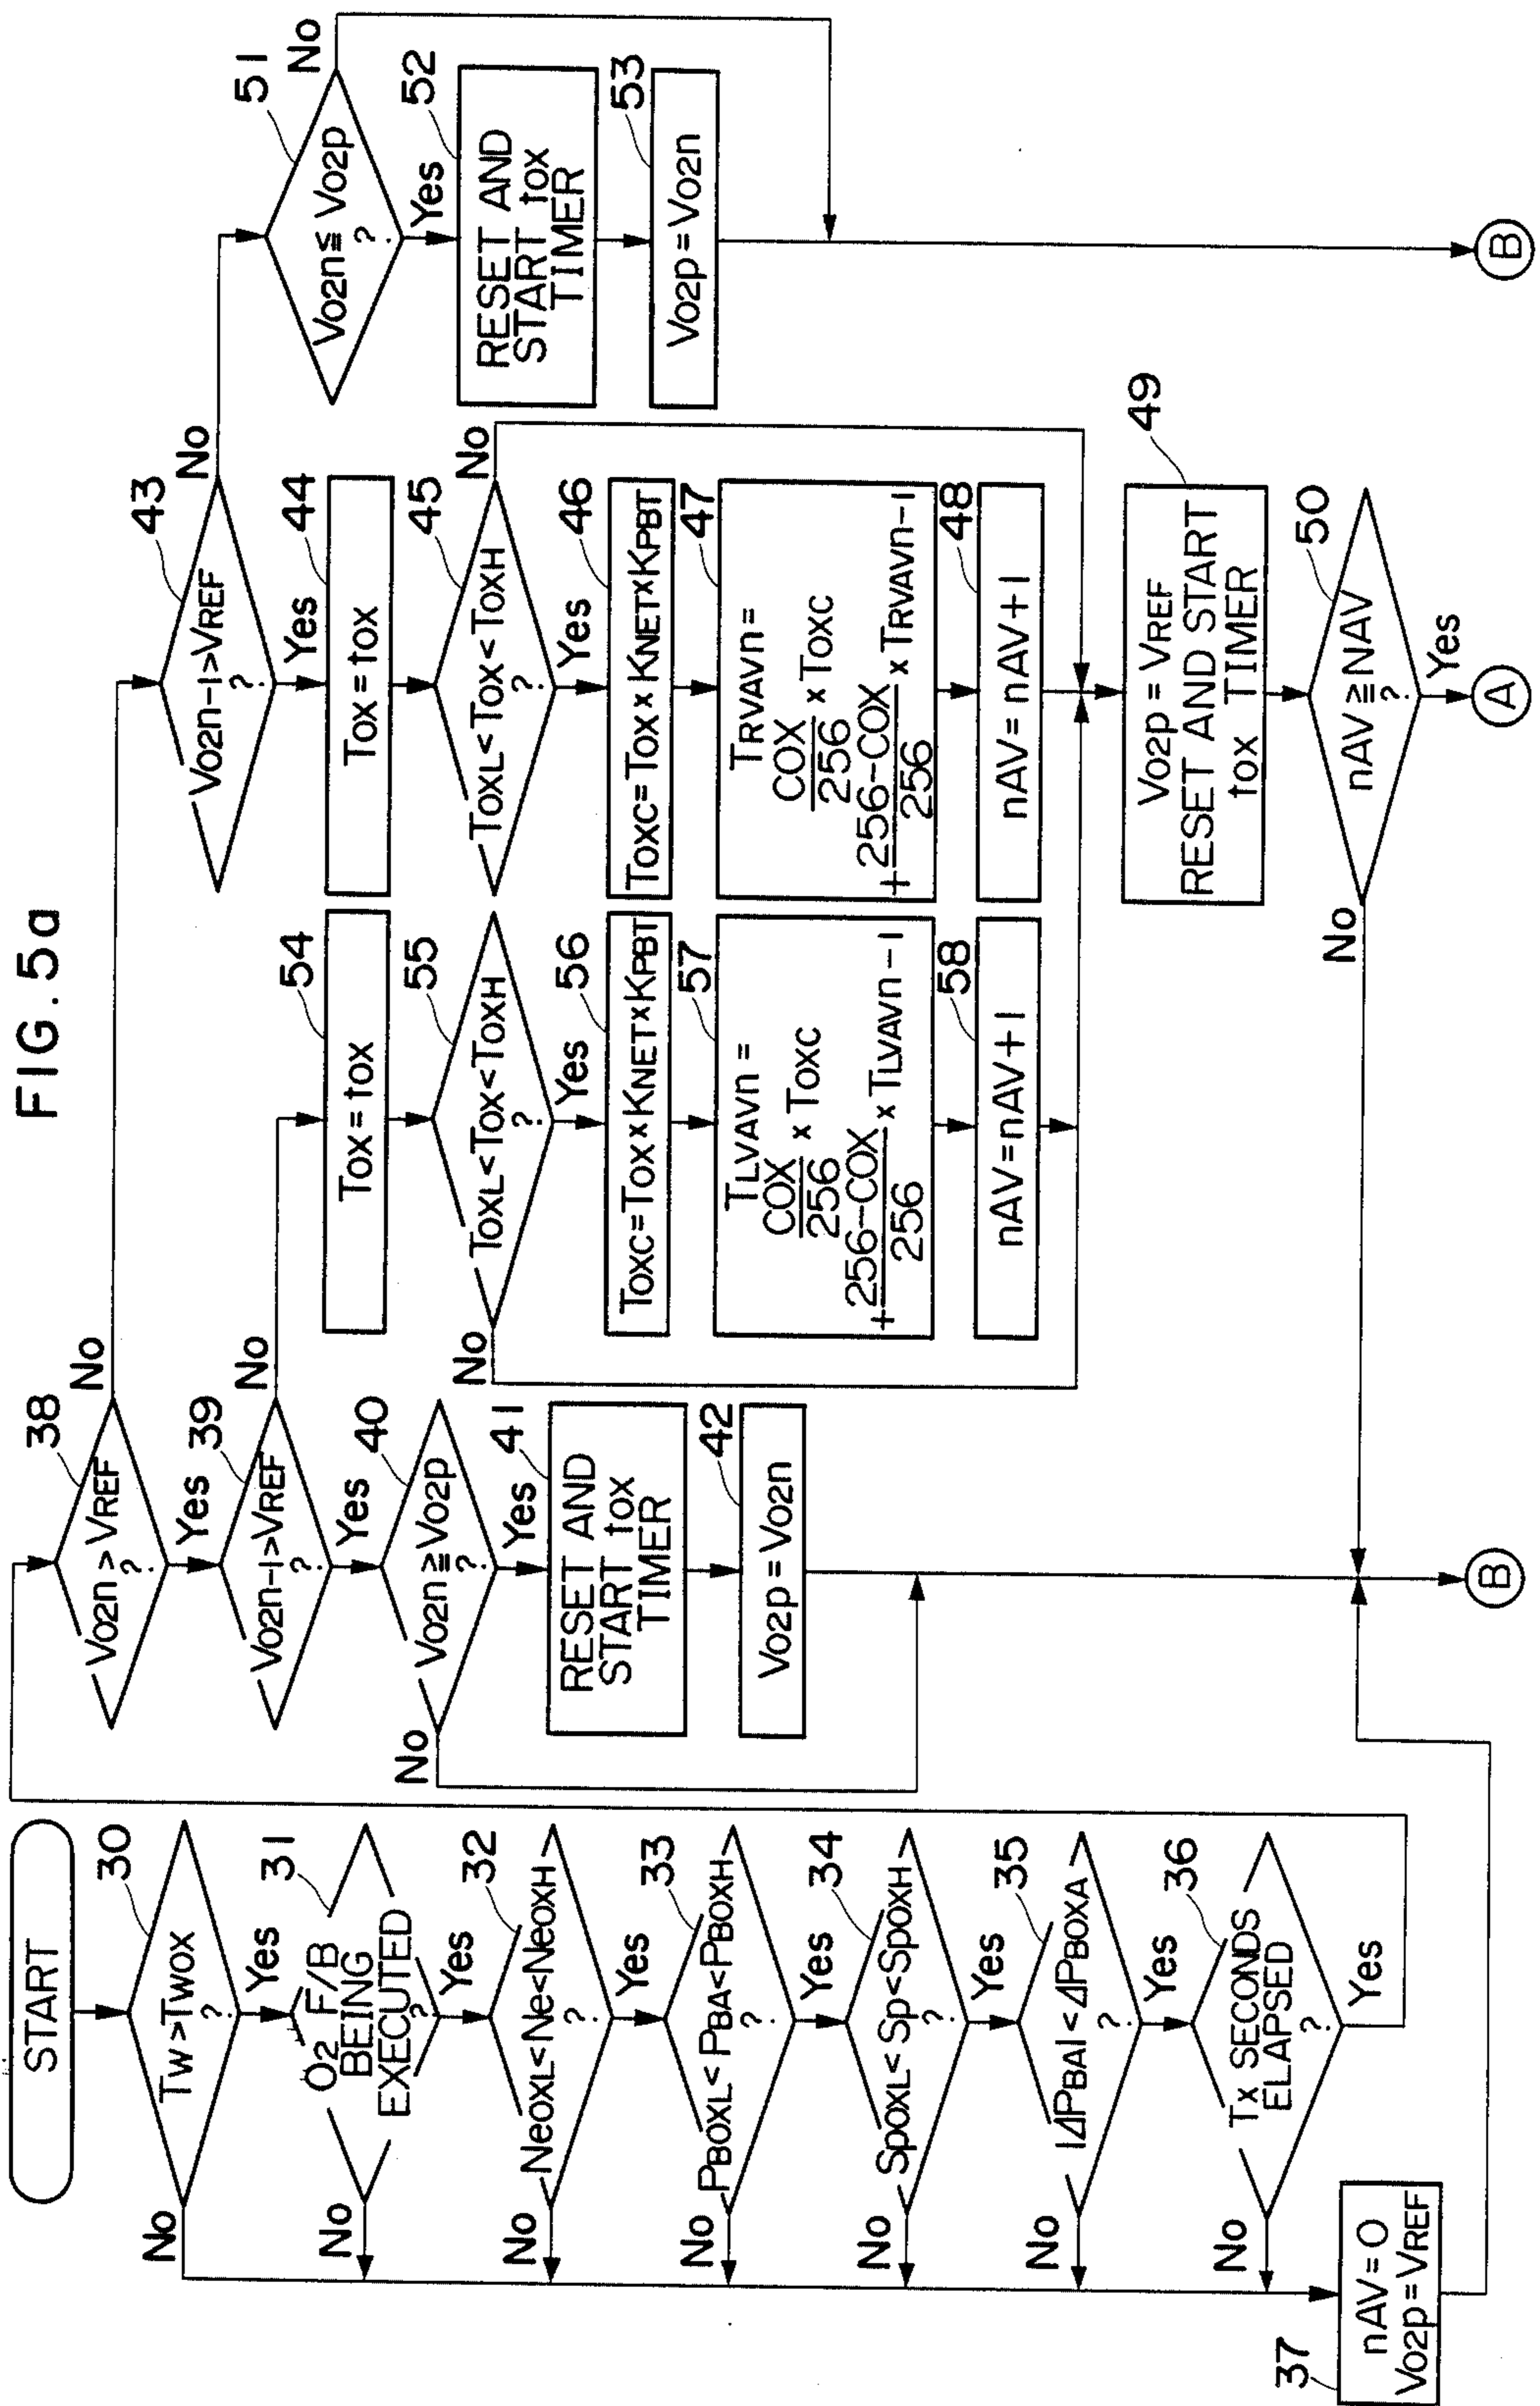 FIG.5a
START
30
Tw>Twox
?
Yes
No
31
O2 F/B
BEING
EXECUTED
?
Yes
No
32
NeoxL<Ne<NeoxH
?
Yes
No
33
PBOXL<PBA<PBOXH
?
Yes
No
34
SpoxL<Sp<SpoxH
?
Yes
No
35
|ΔPBA|<ΔPBOXA
?
Yes
No
36
Tx SECONDS
ELAPSED
?
Yes
No
37
nAV=0
Vo2p=VREF
38
Vo2n>VREF
?
No
Yes
39
Vo2n-1>VREF
?
No
Yes
40
Vo2n≧Vo2p
?
No
Yes
41
RESET AND
START tox
TIMER
42
Vo2p=Vo2n
B
43
Vo2n-1>VREF
?
No
Yes
44
Tox=tox
45
ToxL<Tox<ToxH
?
No
Yes
46
Toxc=Tox×KNET×KPBT
47
TRVAVn=
COX
256
×Toxc
+256-COX
256
×TRVAVn-1
48
nAV=nAV+1
54
Tox=tox
55
ToxL<Tox<ToxH
?
No
Yes
56
Toxc=Tox×KNET×KPBT
57
TLVAVn=
COX
256
×Toxc
+256-COX
256
×TLVAVn-1
58
nAV=nAV+1
49
Vo2p=VREF
RESET AND START
tox TIMER
50
nAV≧NAV
?
No
Yes
A
51
Vo2n≦Vo2p
?
No
Yes
52
RESET AND
START tox
TIMER
53
Vo2p=Vo2n
B